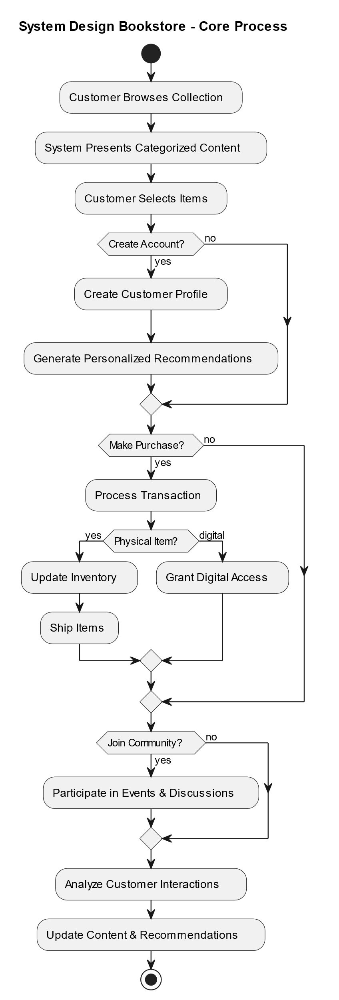 System Design Bookstore - Core Process
Customer Browses Collection
System Presents Categorized Content
Customer Selects Items
Create Account?
no
yes
Create Customer Profile
Generate Personalized Recommendations
Make Purchase?
no
yes
Process Transaction
yes
Physical Item?
digital
Update Inventory
Grant Digital Access
Ship Items
Join Community?
no
yes
Participate in Events & Discussions
Analyze Customer Interactions
Update Content & Recommendations